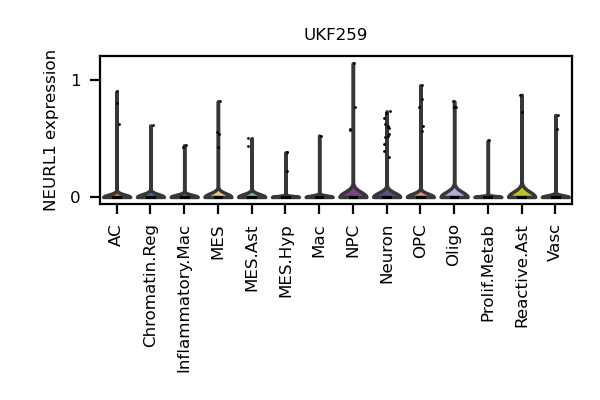 UKF259
NEURL1 expression
1
0
AC
Chromatin.Reg
Inflammatory.Mac
MES
MES.Ast
MES.Hyp
Mac
NPC
Neuron
OPC
Oligo
Prolif.Metab
Reactive.Ast
Vasc